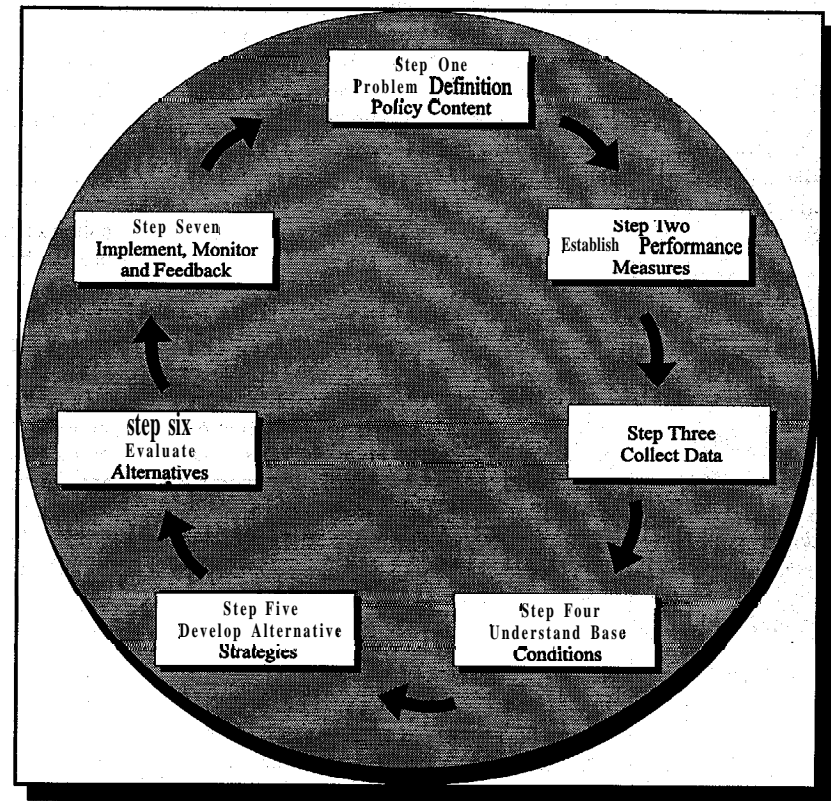 Step One
Problem Definition
Policy Content
Step Two
Establish Performance
Measures
Step Three
Collect Data
Step Four
Understand Base
Conditions
Step Five
Develop Alternative
Strategies
step six
Evaluate
Alternatives
Step Seven
Implement, Monitor
and Feedback